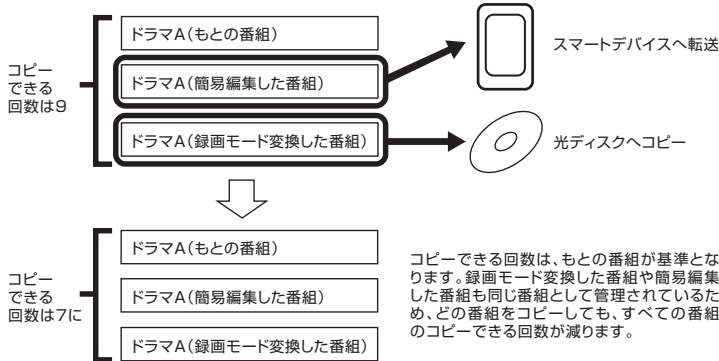 コピー
できる
回数は9
ドラマA（もとの番組）
ドラマA（簡易編集した番組）
ドラマA（録画モード変換した番組）
スマートデバイスへ転送
光ディスクへコピー
コピー
できる
回数は7に
ドラマA（もとの番組）
ドラマA（簡易編集した番組）
ドラマA（録画モード変換した番組）
コピーできる回数は、もとの番組が基準とな
ります。録画モード変換した番組や簡易編集
した番組も同じ番組として管理されているた
め、どの番組をコピーしても、すべての番組
のコピーできる回数が減ります。